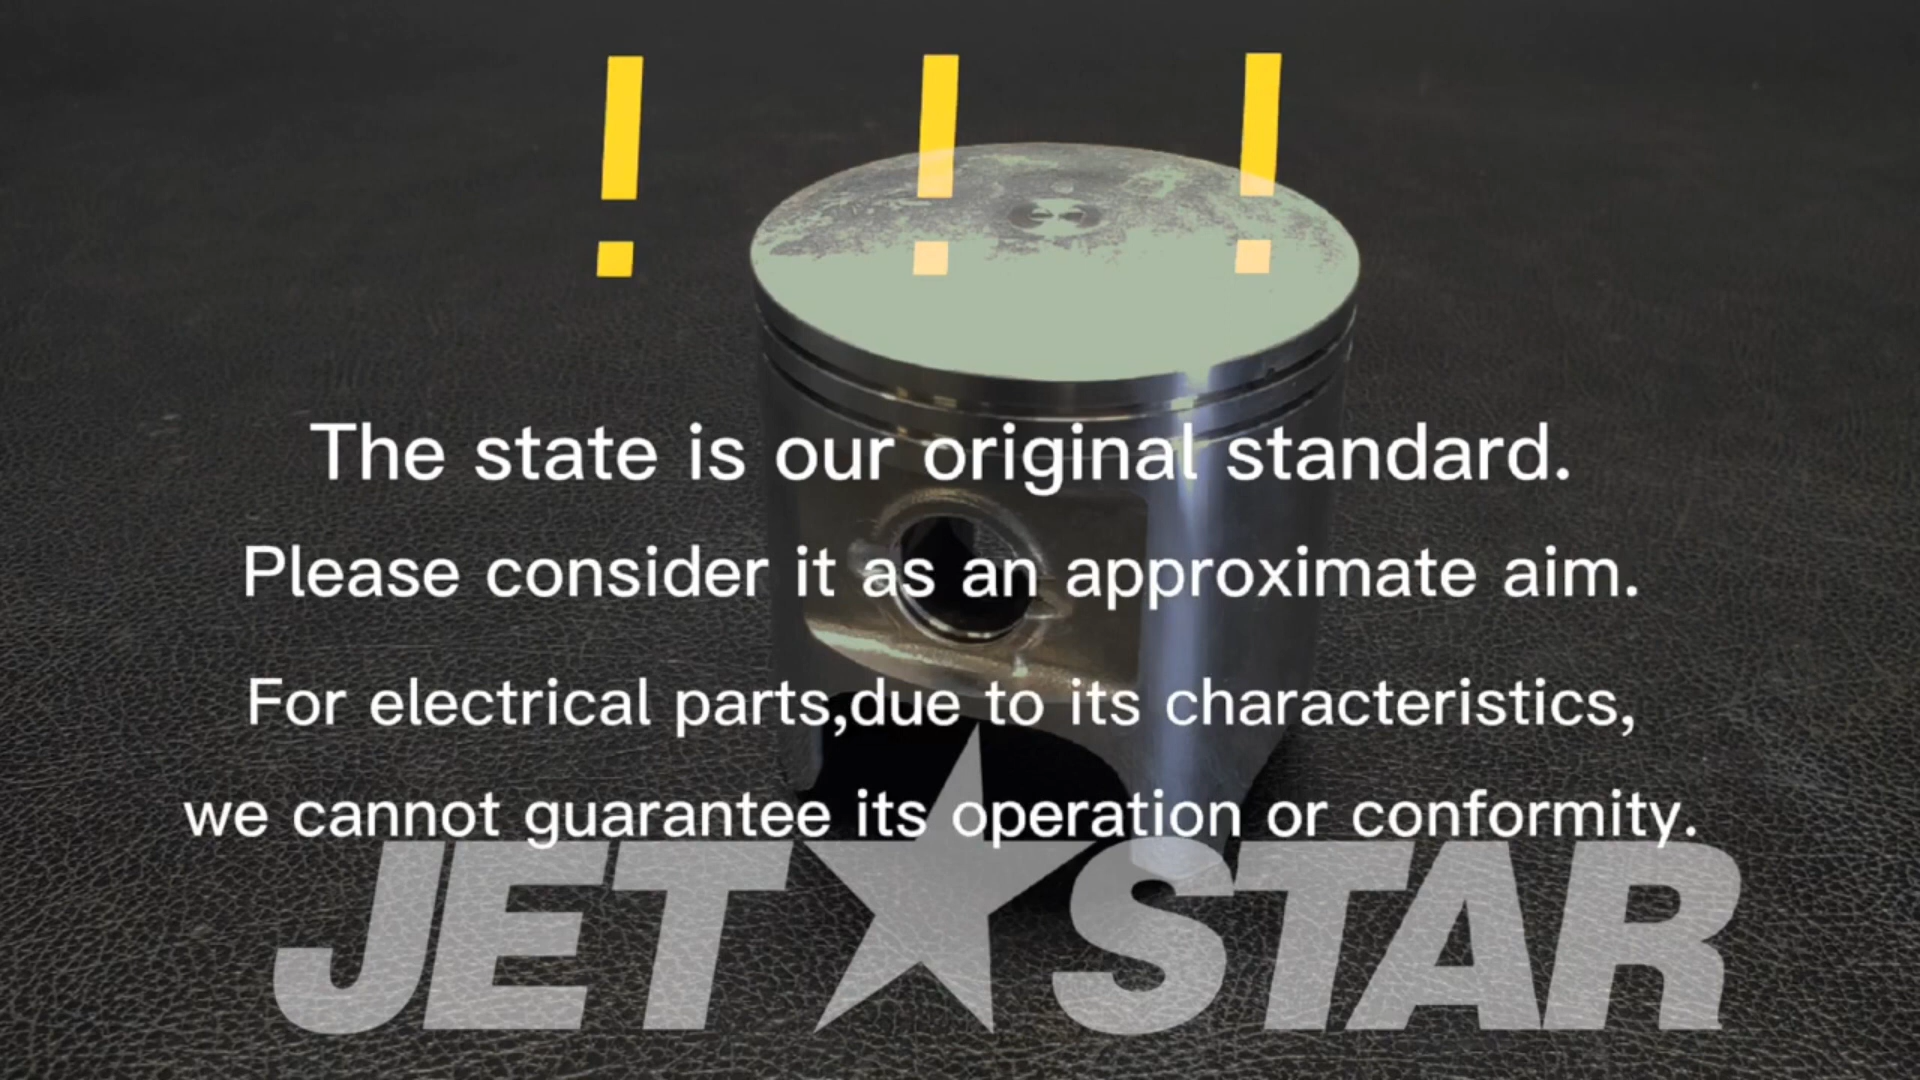 ! ! !
The state is our original standard.
Please consider it as an approximate aim.
For electrical parts,due to its characteristics,
we cannot guarantee its operation or conformity.
JET★STAR